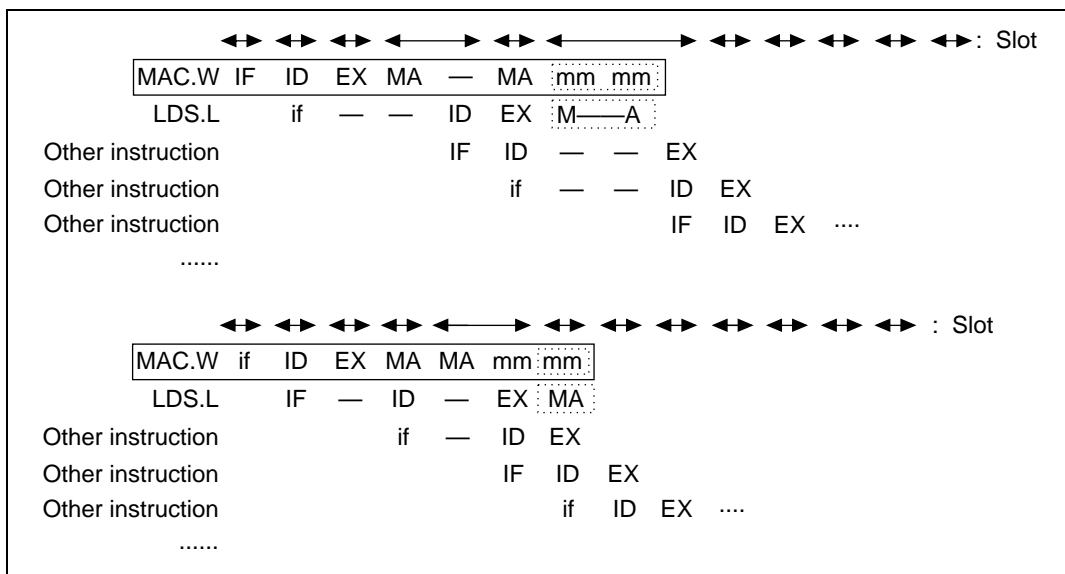 : Slot
MAC.W IF ID EX MA — MA mm mm
LDS.L if — — ID EX M——A
Other instruction IF ID — — EX
Other instruction if — — ID EX
Other instruction IF ID EX ....
......
: Slot
MAC.W if ID EX MA MA mm mm
LDS.L IF — ID — EX MA
Other instruction if — ID EX
Other instruction IF ID EX
Other instruction if ID EX ....
......